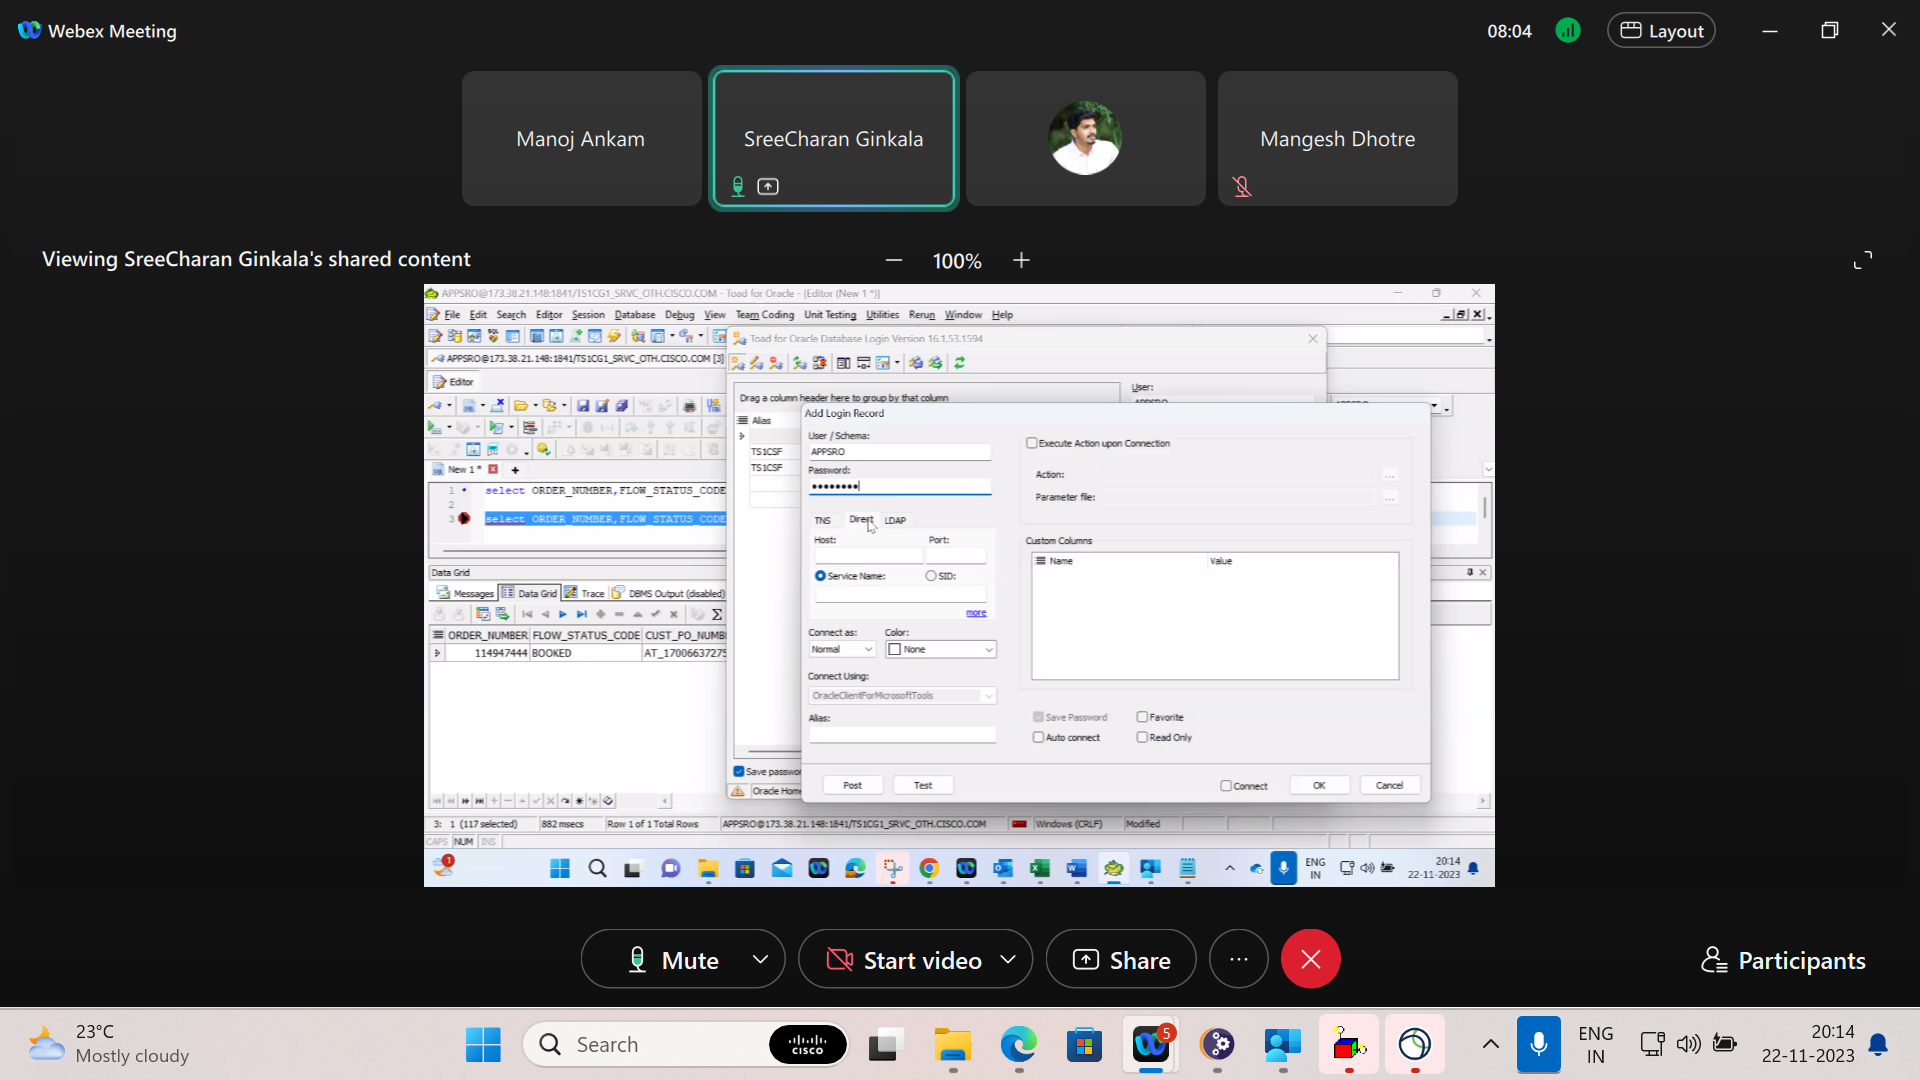 Webex Meeting
08:04
Layout
Manoj Ankam
SreeCharan Ginkala
Mangesh Dhotre
Viewing SreeCharan Ginkala's shared content
100%
APPSRO@173.38.21.148:1841/TS1CG1_SRVC_OTH.CISCO.COM - Toad for Oracle - [Editor (New 1 *)]
File Edit Search Editor Session Database Debug View Team Coding Unit Testing Utilities Rerun Window Help
Toad for Oracle Database Login Version 16.1.53.1594
APPSRO@173.38.21.148:1841/TS1CG1_SRVC_OTH.CISCO.COM [3]
Editor
User:
Drag a column header here to group by that column
Add Login Record
Alias
User / Schema:
Execute Action upon Connection
TS1CSF
APPSRO
TS1CSF
Password:
Action:
New 1 *
••••••••
Parameter file:
1
select ORDER_NUMBER,FLOW_STATUS_CODE
2
3
select ORDER_NUMBER,FLOW_STATUS_CODE
TNS Direct LDAP
Host: Port:
Custom Columns
Name Value
Data Grid
Service Name: SID:
Messages Data Grid Trace DBMS Output (disabled)
more
ORDER_NUMBER FLOW_STATUS_CODE CUST_PO_NUMB
Connect as: Color:
114947444 BOOKED AT_17006637275
Normal None
Connect Using:
OracleClientForMicrosoftTools
Alias:
Save Password Favorite
Auto connect Read Only
Save passwor
Oracle Home
Post Test
Connect OK Cancel
3: 1 (117 selected) 882 msecs Row 1 of 1 Total Rows APPSRO@173.38.21.148:1841/TS1CG1_SRVC_OTH.CISCO.COM Windows (CRLF) Modified
CAPS NUM INS
1
ENG
IN
20:14
22-11-2023
Mute
Start video
Share
Participants
23°C
Mostly cloudy
Search
CISCO
5
ENG
IN
20:14
22-11-2023